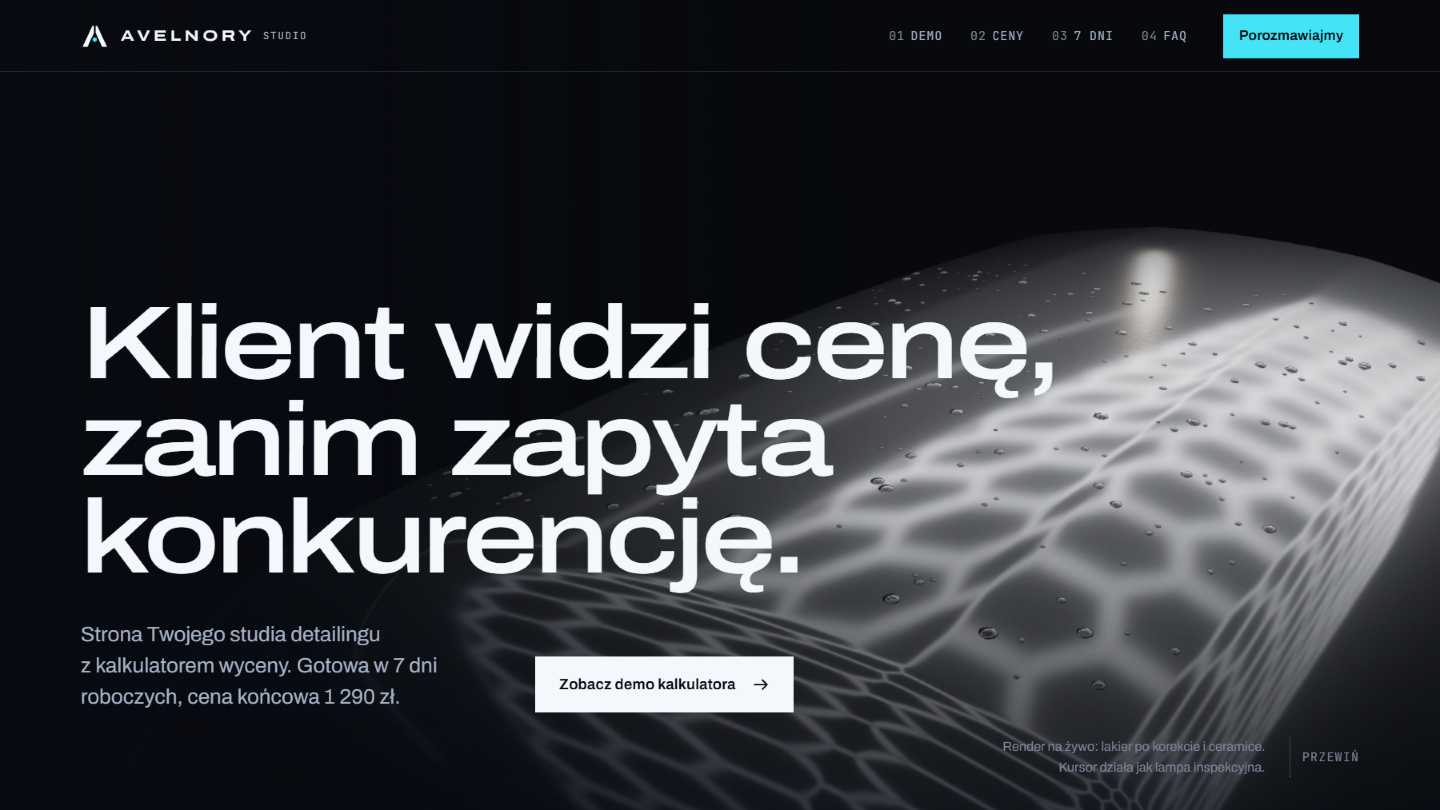 AVELNORY STUDIO
01 DEMO 02 CENY 03 7 DNI 04 FAQ Porozmawiajmy
Klient widzi cenę,
zanim zapyta
konkurencję.
Strona Twojego studia detailingu
z kalkulatorem wyceny. Gotowa w 7 dni
roboczych, cena końcowa 1 290 zł.
Zobacz demo kalkulatora →
Render na żywo: lakier po korekcie i ceramice.
Kursor działa jak lampa inspekcyjna.
PRZEWIŃ